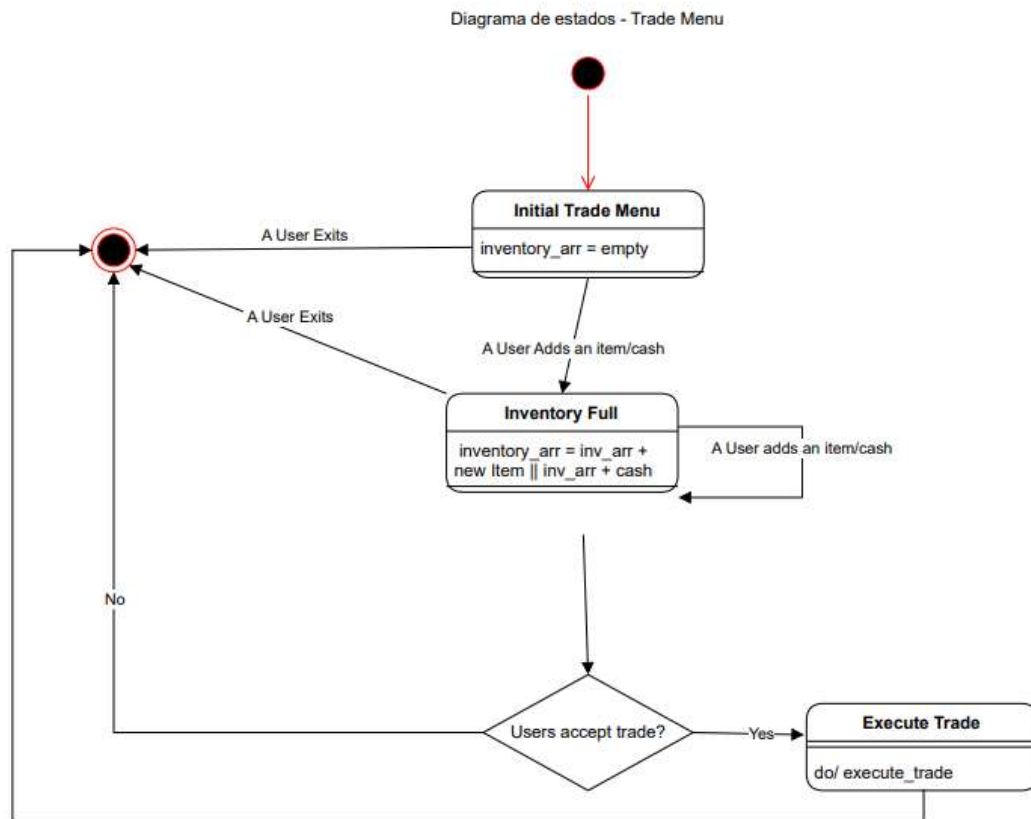 Diagrama de estados - Trade Menu
Initial Trade Menu
inventory_arr = empty
A User Exits
A User Exits
A User Adds an item/cash
Inventory Full
inventory_arr = inv_arr +
new Item || inv_arr + cash
A User adds an item/cash
No
Users accept trade?
Yes
Execute Trade
do/ execute_trade